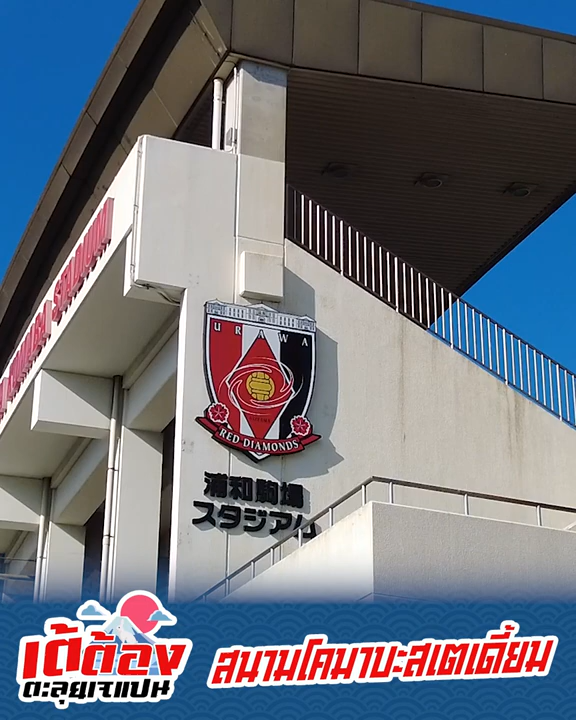 KOMABA STADIUM
URAWA
RED DIAMONDS
浦和駒場
スタジアム
เต้ต้อง
ตะลุยเจแปน
สนามโคมาบะสเตเดี้ยม